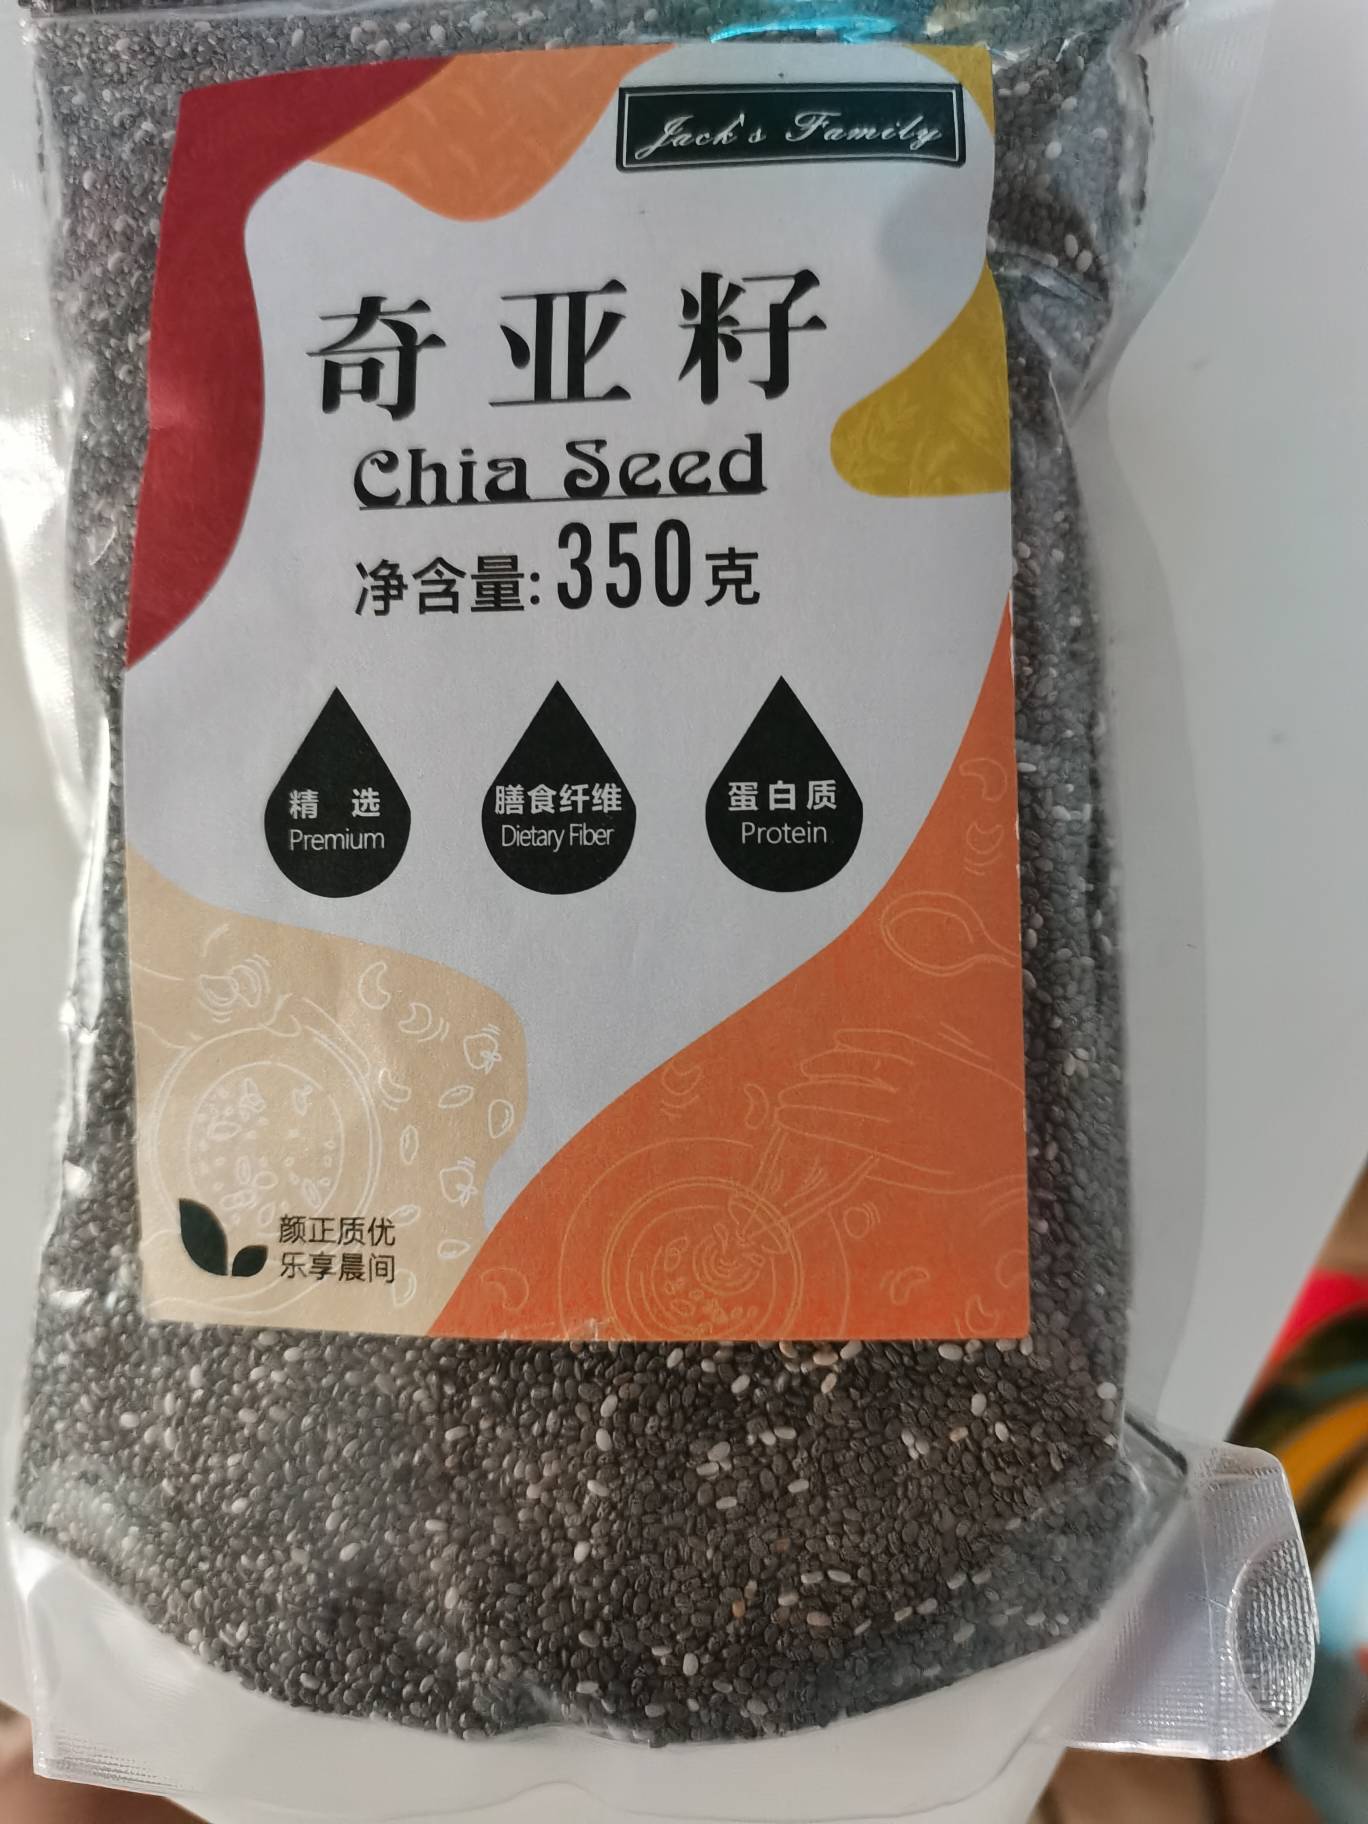 Jack's Family
奇亚籽
Chia Seed
净含量:350克
精 选
Premium
膳食纤维
Dietary Fiber
蛋白质
Protein
颜正质优
乐享晨间